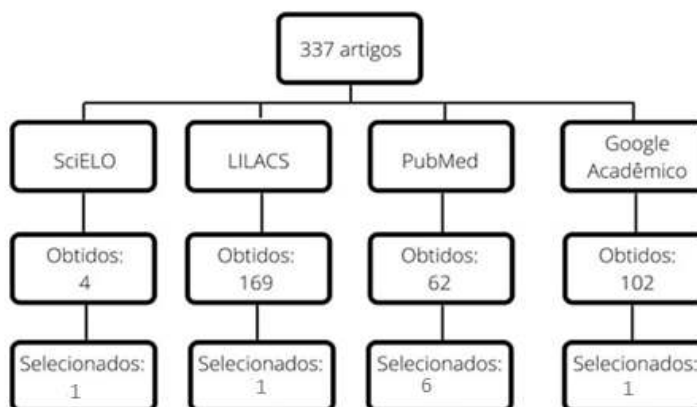 337 artigos
SciELO
LILACS
PubMed
Google
Acadêmico
Obtidos:
4
Obtidos:
169
Obtidos:
62
Obtidos:
102
Selecionados:
1
Selecionados:
1
Selecionados:
6
Selecionados:
1